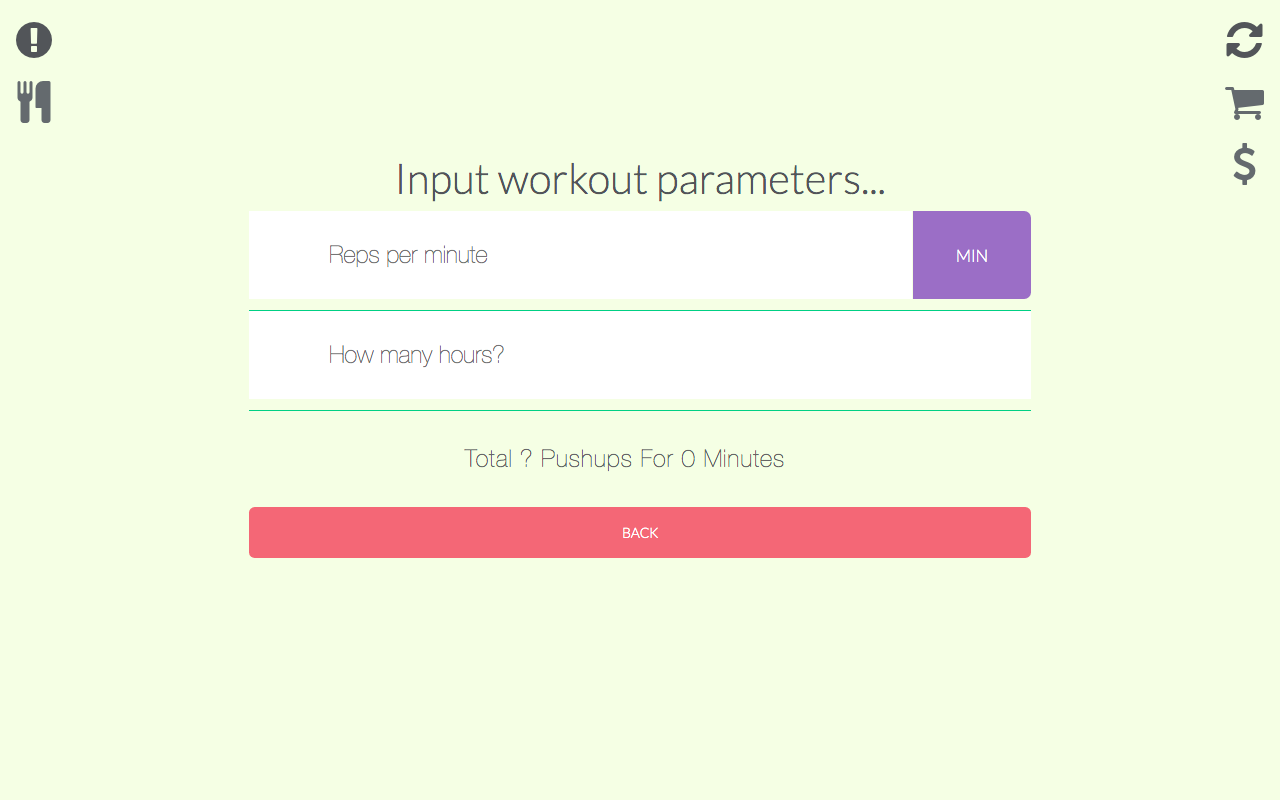 Input workout parameters...
Reps per minute
MIN
How many hours?
Total ? Pushups For 0 Minutes
BACK